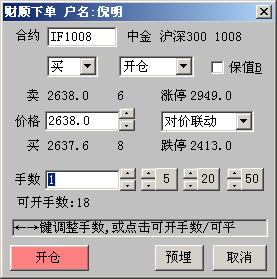 财顺下单 户名:倪明
合约 IF1008 中金 沪深300 1008
买 开仓 保值B
卖 2638.0 6 涨停 2949.0
价格 2638.0 对价联动
买 2637.6 8 跌停 2413.0
手数 1 5 20 50
可开手数:18
←→键调整手数,或点击可开手数/可平
开仓 预埋 取消